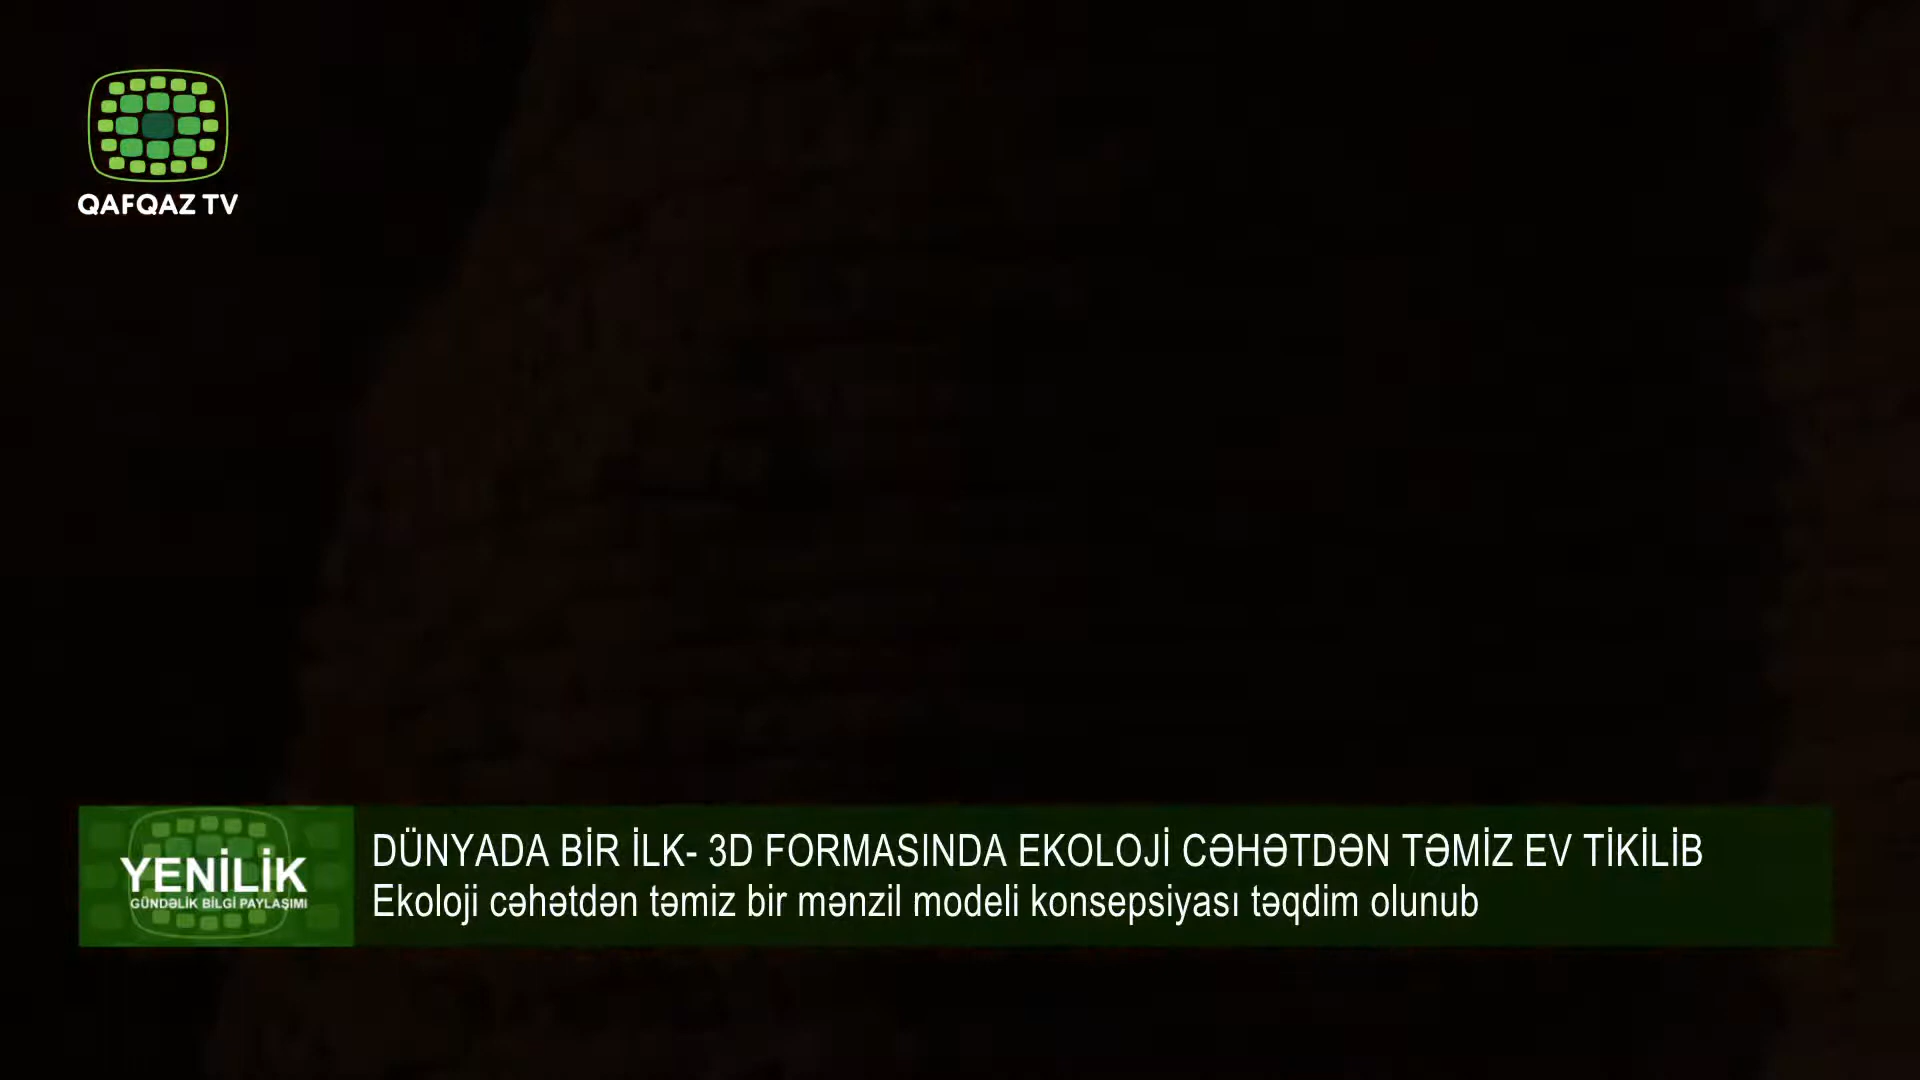 QAFQAZ TV
DÜNYADA BİR İLK- 3D FORMASINDA EKOLOJİ CƏHƏTDƏN TƏMİZ EV TİKİLİB
Ekoloji cəhətdən təmiz bir mənzil modeli konsepsiyası təqdim olunub
YENİLİK
GÜNDƏLİK BİLGİ PAYLAŞIMI